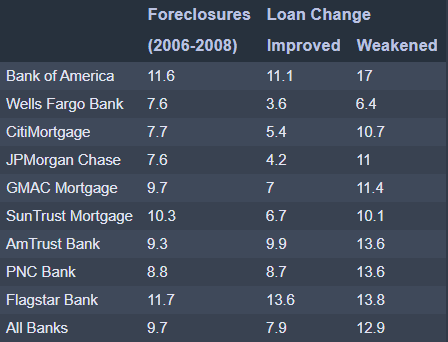 Foreclosures Loan Change
(2006-2008) Improved Weakened
Bank of America 11.6 11.1 17
Wells Fargo Bank 7.6 3.6 6.4
CitiMortgage 7.7 5.4 10.7
JPMorgan Chase 7.6 4.2 11
GMAC Mortgage 9.7 7 11.4
SunTrust Mortgage 10.3 6.7 10.1
AmTrust Bank 9.3 9.9 13.6
PNC Bank 8.8 8.7 13.6
Flagstar Bank 11.7 13.6 13.8
All Banks 9.7 7.9 12.9